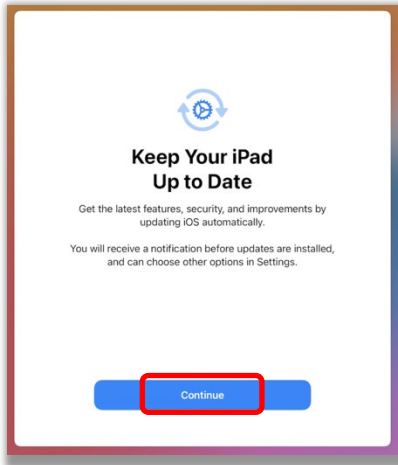 Keep Your iPad
Up to Date
Get the latest features, security, and improvements by
updating iOS automatically.
You will receive a notification before updates are installed,
and can choose other options in Settings.
Continue